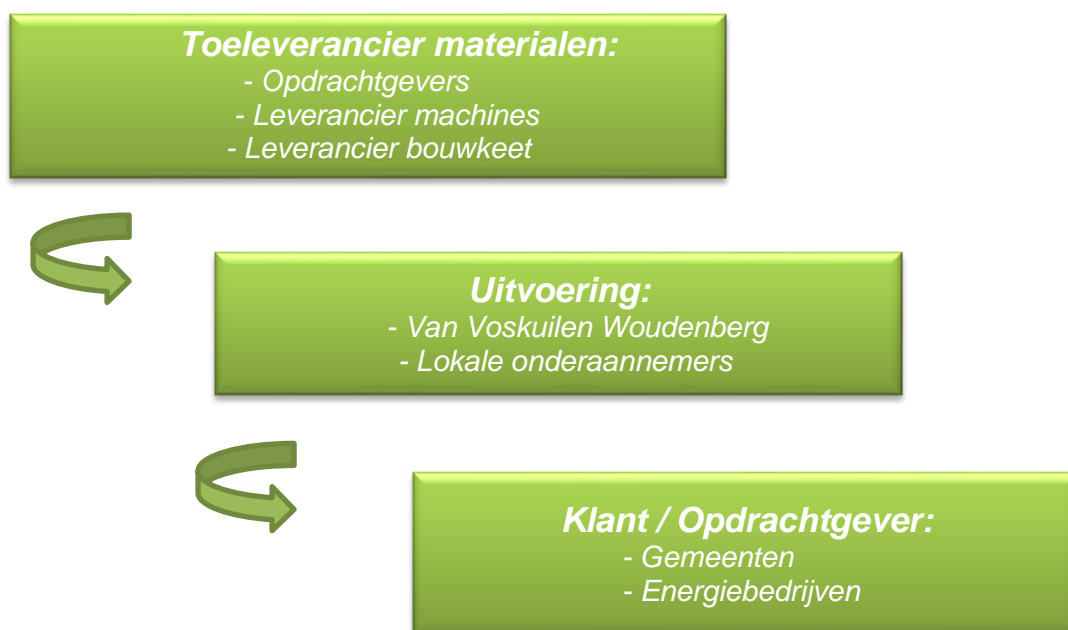 Toeleverancier materialen:
- Opdrachtgevers
- Leverancier machines
- Leverancier bouwkeet
Uitvoering:
- Van Voskuilen Woudenberg
- Lokale onderaannemers
Klant / Opdrachtgever:
- Gemeenten
- Energiebedrijven